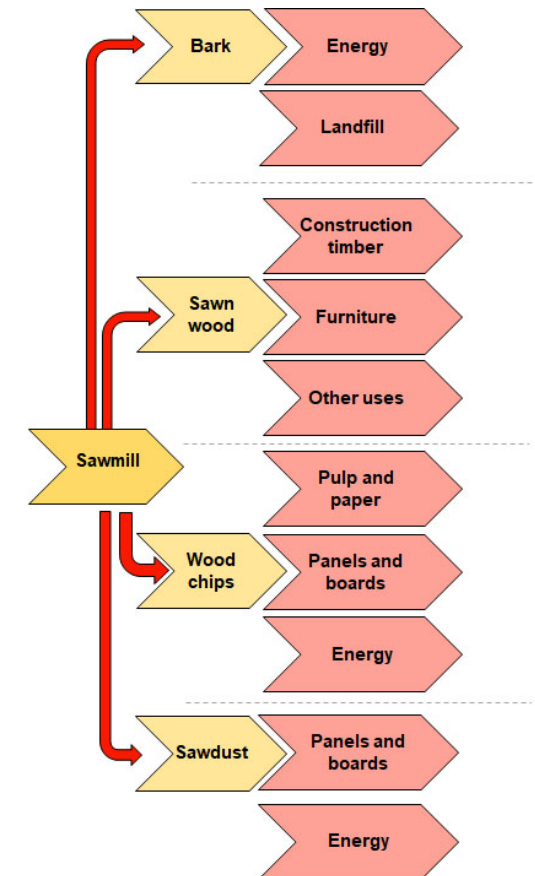 Bark
Energy
Landfill
Construction
timber
Sawn
wood
Furniture
Other uses
Sawmill
Pulp and
paper
Wood
chips
Panels and
boards
Energy
Sawdust
Panels and
boards
Energy